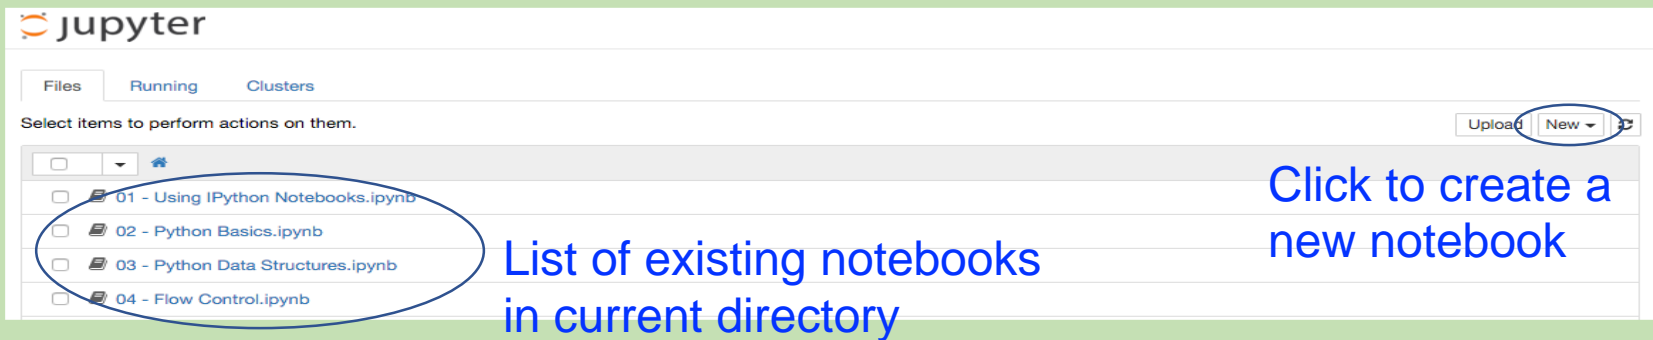 jupyter
Files Running Clusters
Select items to perform actions on them.
Upload New
01 - Using IPython Notebooks.ipynb
02 - Python Basics.ipynb
03 - Python Data Structures.ipynb
04 - Flow Control.ipynb
Click to create a
new notebook
List of existing notebooks
in current directory